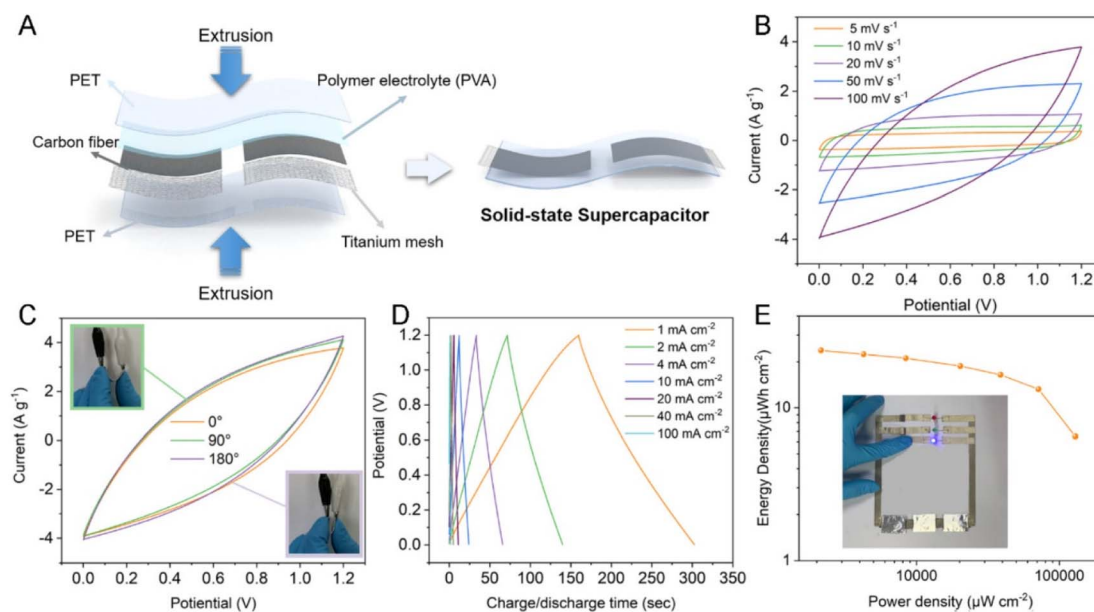 A
Extrusion
PET
Polymer electrolyte (PVA)
Carbon fiber
Solid-state Supercapacitor
PET
Titanium mesh
Extrusion
B
5 mV s⁻¹
10 mV s⁻¹
20 mV s⁻¹
50 mV s⁻¹
100 mV s⁻¹
Current (A g⁻¹)
4
2
0
-2
-4
0.0 0.2 0.4 0.6 0.8 1.0 1.2
Potiential (V)
C
Current (A g⁻¹)
4
2
0
-2
-4
0°
90°
180°
0.0 0.2 0.4 0.6 0.8 1.0 1.2
Potiential (V)
D
Potiential (V)
1.2
1.0
0.8
0.6
0.4
0.2
0.0
1 mA cm⁻²
2 mA cm⁻²
4 mA cm⁻²
10 mA cm⁻²
20 mA cm⁻²
40 mA cm⁻²
100 mA cm⁻²
0 50 100 150 200 250 300 350
Charge/discharge time (sec)
E
Energy Density(μWh cm⁻²)
10
1
10000 100000
Power density (μW cm⁻²)